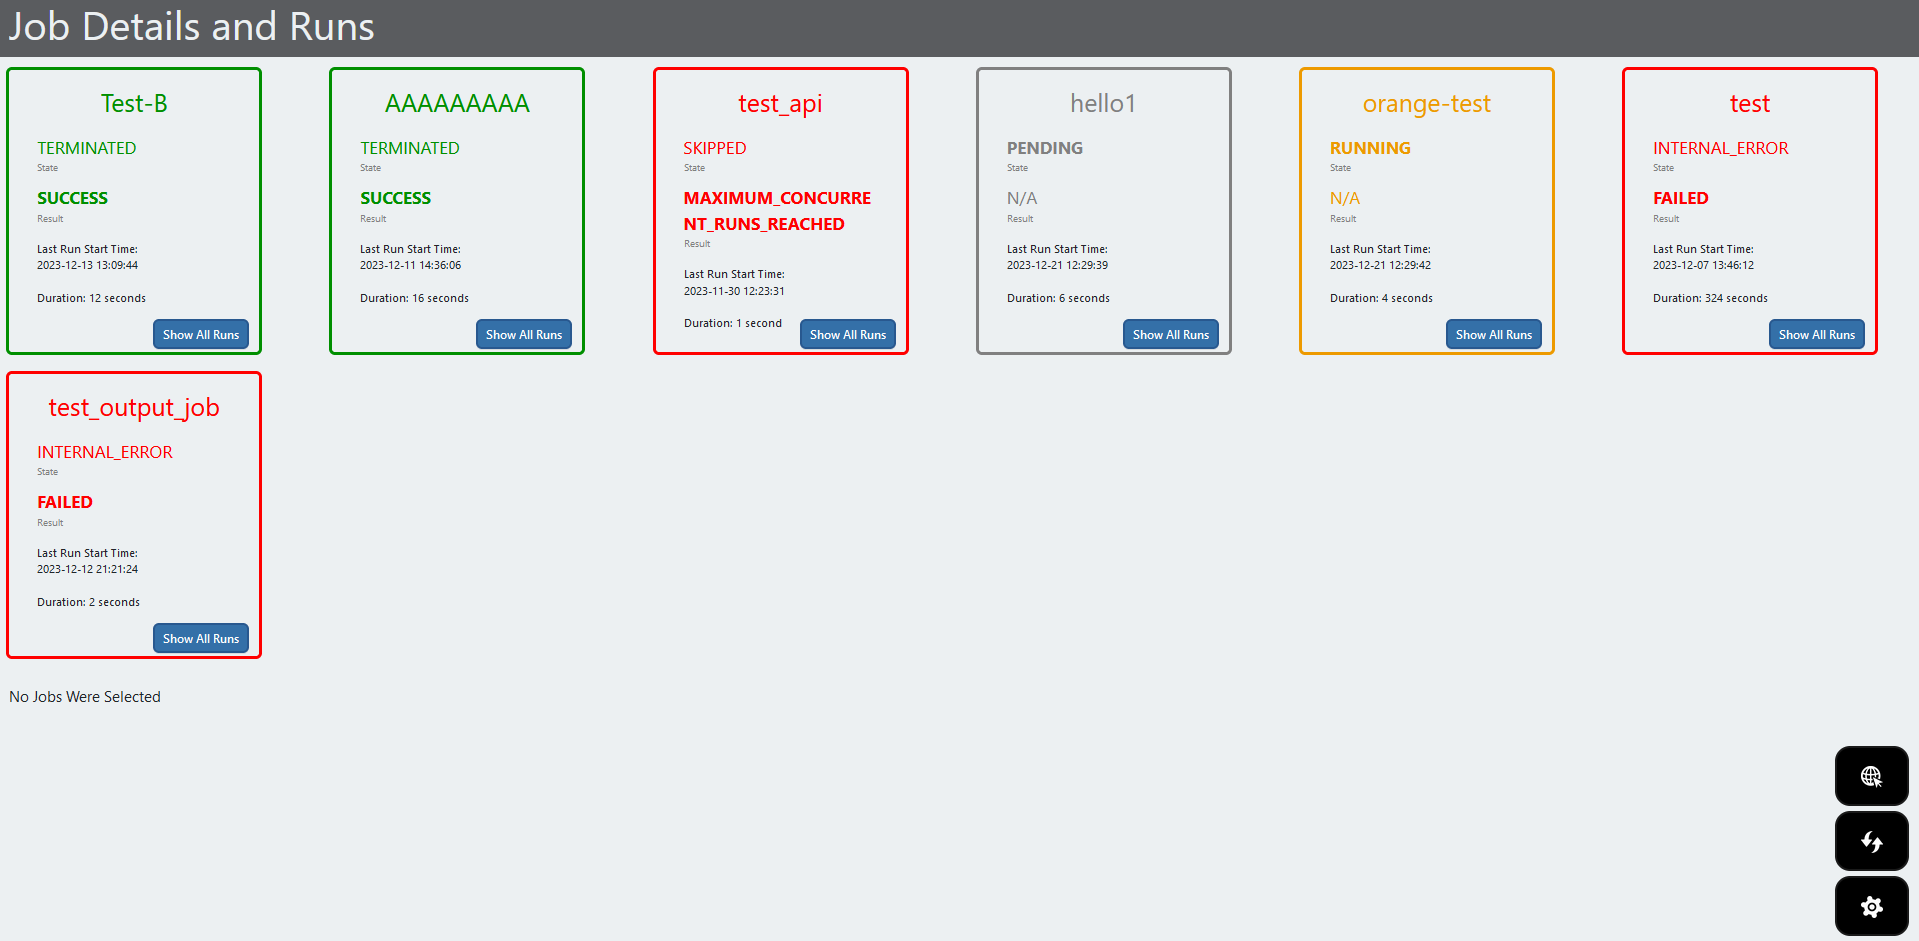 Job Details and Runs
Test-B
TERMINATED
State
SUCCESS
Result
Last Run Start Time:
2023-12-13 13:09:44
Duration: 12 seconds
Show All Runs
AAAAAAAAA
TERMINATED
State
SUCCESS
Result
Last Run Start Time:
2023-12-11 14:36:06
Duration: 16 seconds
Show All Runs
test_api
SKIPPED
State
MAXIMUM_CONCURRE
NT_RUNS_REACHED
Result
Last Run Start Time:
2023-11-30 12:23:31
Duration: 1 second
Show All Runs
hello1
PENDING
State
N/A
Result
Last Run Start Time:
2023-12-21 12:29:39
Duration: 6 seconds
Show All Runs
orange-test
RUNNING
State
N/A
Result
Last Run Start Time:
2023-12-21 12:29:42
Duration: 4 seconds
Show All Runs
test
INTERNAL_ERROR
State
FAILED
Result
Last Run Start Time:
2023-12-07 13:46:12
Duration: 324 seconds
Show All Runs
test_output_job
INTERNAL_ERROR
State
FAILED
Result
Last Run Start Time:
2023-12-12 21:21:24
Duration: 2 seconds
Show All Runs
No Jobs Were Selected